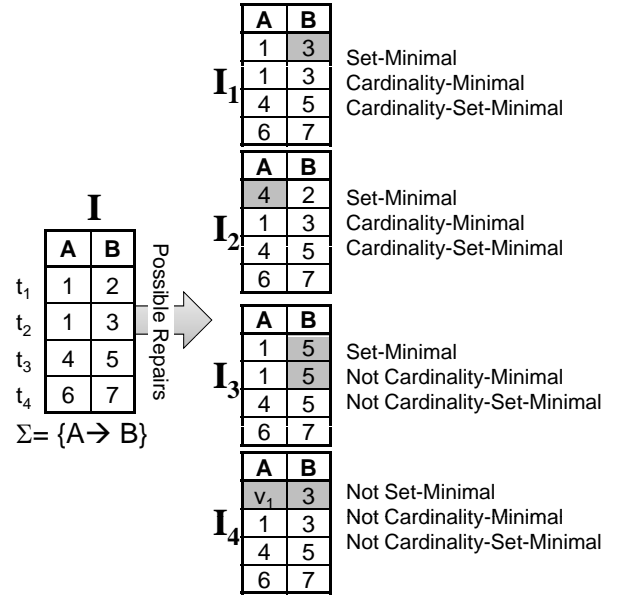 I
A B
t1 1 2
t2 1 3
t3 4 5
t4 6 7
Σ= {A→ B}
Possible Repairs
I1
A B
1 3
1 3
4 5
6 7
Set-Minimal
Cardinality-Minimal
Cardinality-Set-Minimal
I2
A B
4 2
1 3
4 5
6 7
Set-Minimal
Cardinality-Minimal
Cardinality-Set-Minimal
I3
A B
1 5
1 5
4 5
6 7
Set-Minimal
Not Cardinality-Minimal
Not Cardinality-Set-Minimal
I4
A B
v1 3
1 3
4 5
6 7
Not Set-Minimal
Not Cardinality-Minimal
Not Cardinality-Set-Minimal